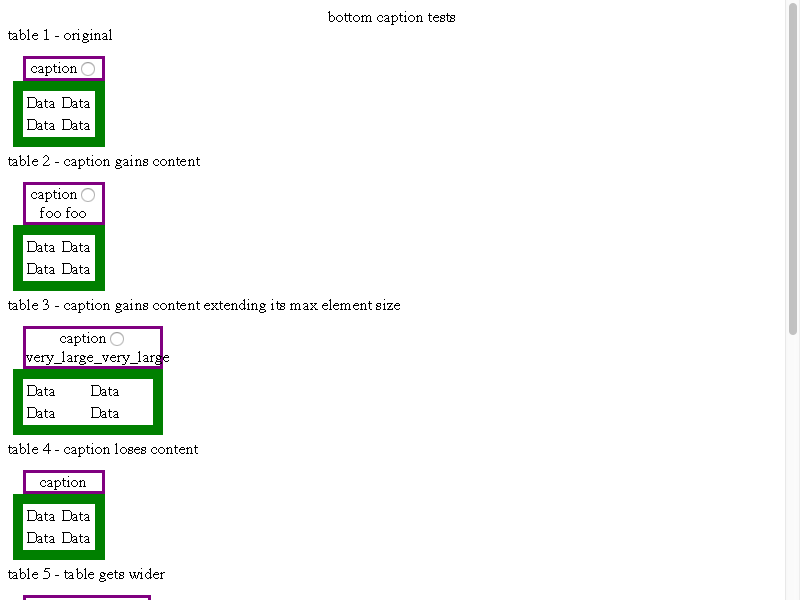 bottom caption tests
table 1 - original
caption
Data Data
Data Data
table 2 - caption gains content
caption
foo foo
Data Data
Data Data
table 3 - caption gains content extending its max element size
caption
very_large_very_large
Data Data
Data Data
table 4 - caption loses content
caption
Data Data
Data Data
table 5 - table gets wider